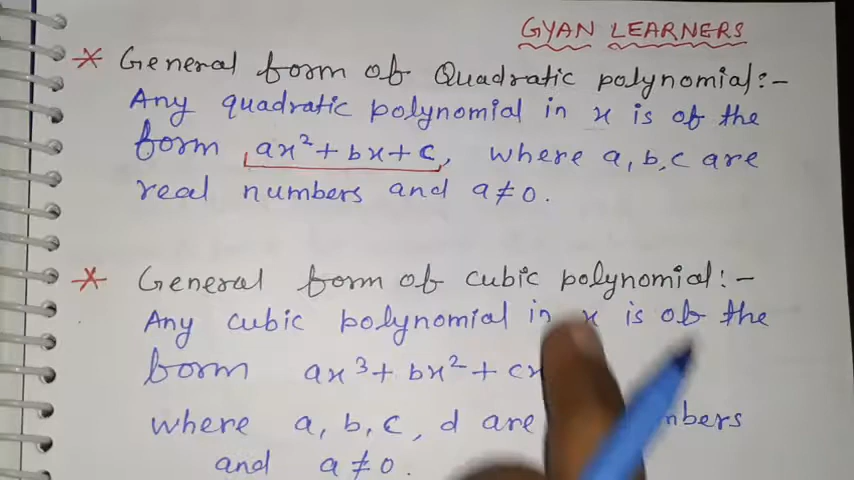 GYAN LEARNERS
* General form of Quadratic polynomial:-
Any quadratic polynomial in x is of the
form ax²+bx+c, where a,b,c are
real numbers and a≠0.
* General form of cubic polynomial:-
Any cubic polynomial in x is of the
form ax³+bx²+cx
where a, b, c, d are
and a≠0.